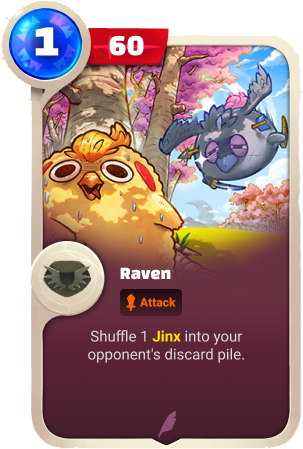 1
60
Raven
Attack
Shuffle 1 Jinx into your
opponent's discard pile.